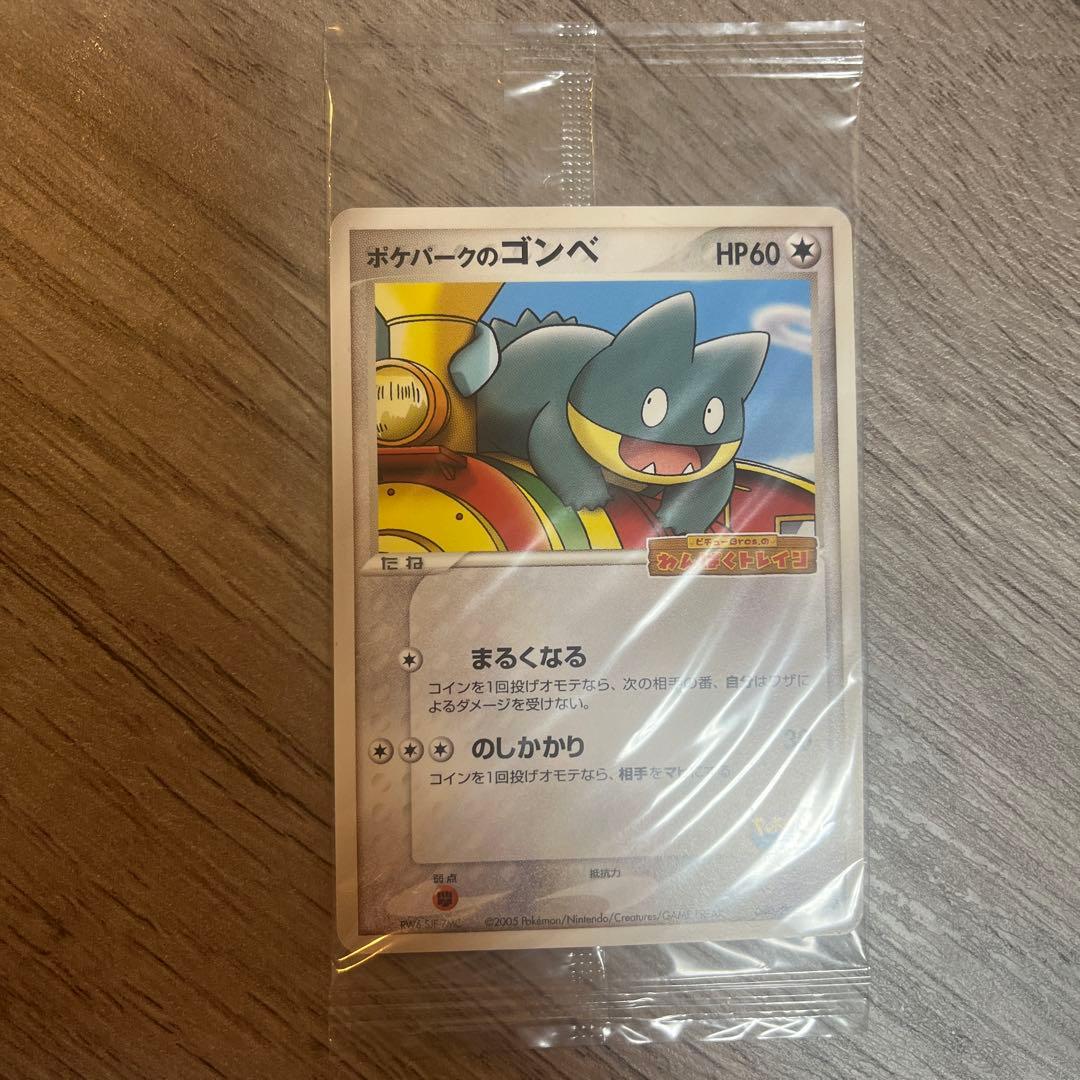 ポケパークのゴンベ HP60
たね
ピチューBros.の
わんぱくトレイン
まるくなる
コインを1回投げオモテなら、次の相手の番、自分はワザに
よるダメージを受けない。
のしかかり 30
コインを1回投げオモテなら、相手をマヒにする。
弱点
抵抗力
©2005 Pokémon/Nintendo/Creatures/GAME FREAK